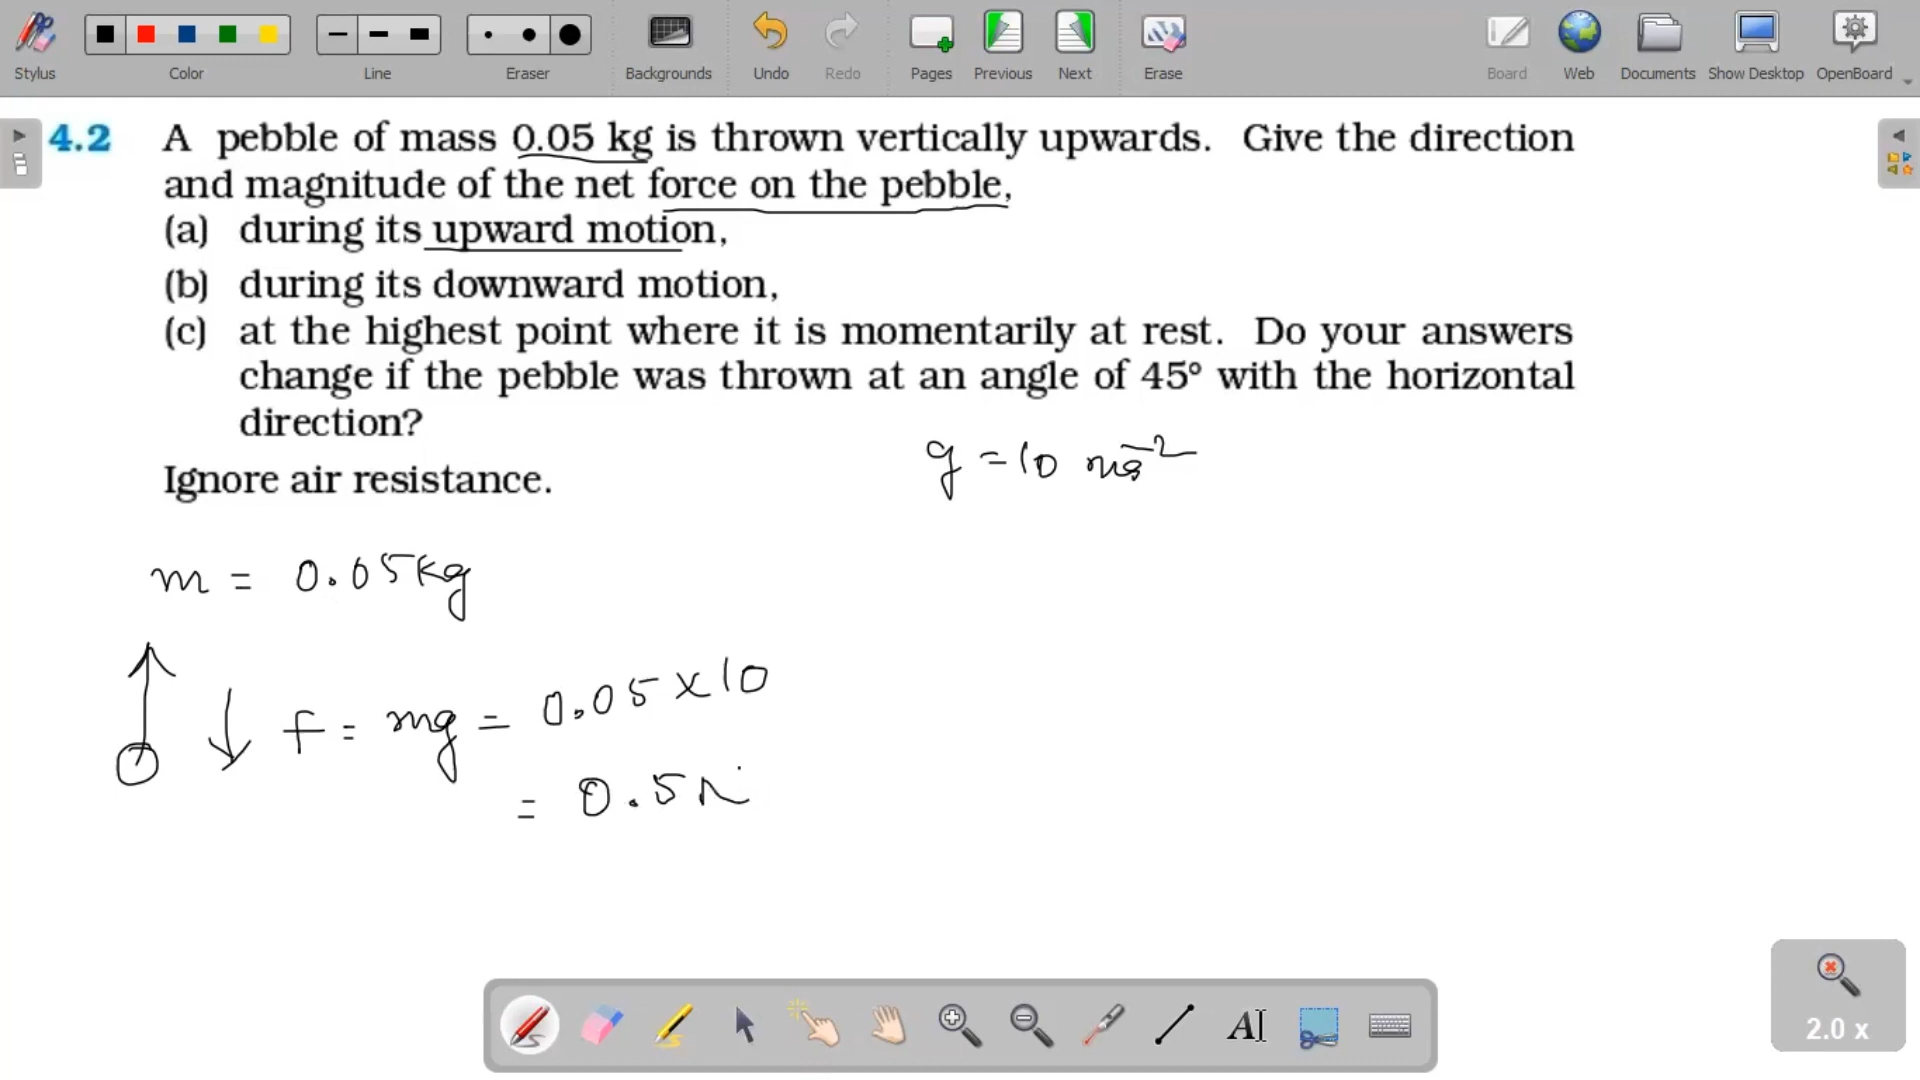 Stylus Color Line Eraser Backgrounds Undo Redo Pages Previous Next Erase Board Web Documents Show Desktop OpenBoard
4.2 A pebble of mass 0.05 kg is thrown vertically upwards. Give the direction
and magnitude of the net force on the pebble,
(a) during its upward motion,
(b) during its downward motion,
(c) at the highest point where it is momentarily at rest. Do your answers
change if the pebble was thrown at an angle of 45° with the horizontal
direction?
g = 10 ms⁻²
Ignore air resistance.
m = 0.05kg
f = mg = 0.05 x 10
= 0.5N
2.0 x